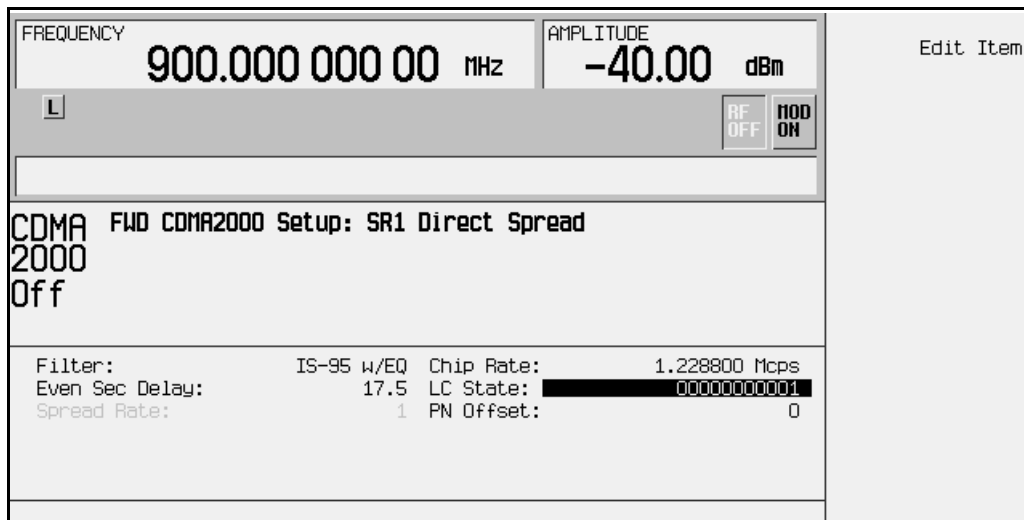 FREQUENCY
900.000 000 00 MHz
AMPLITUDE
-40.00 dBm
Edit Item
L
RF OFF
MOD ON
CDMA 2000 Off
FWD CDMA2000 Setup: SR1 Direct Spread
Filter: IS-95 w/EQ Chip Rate: 1.228800 Mcps
Even Sec Delay: 17.5 LC State: 00000000001
Spread Rate: 1 PN Offset: 0